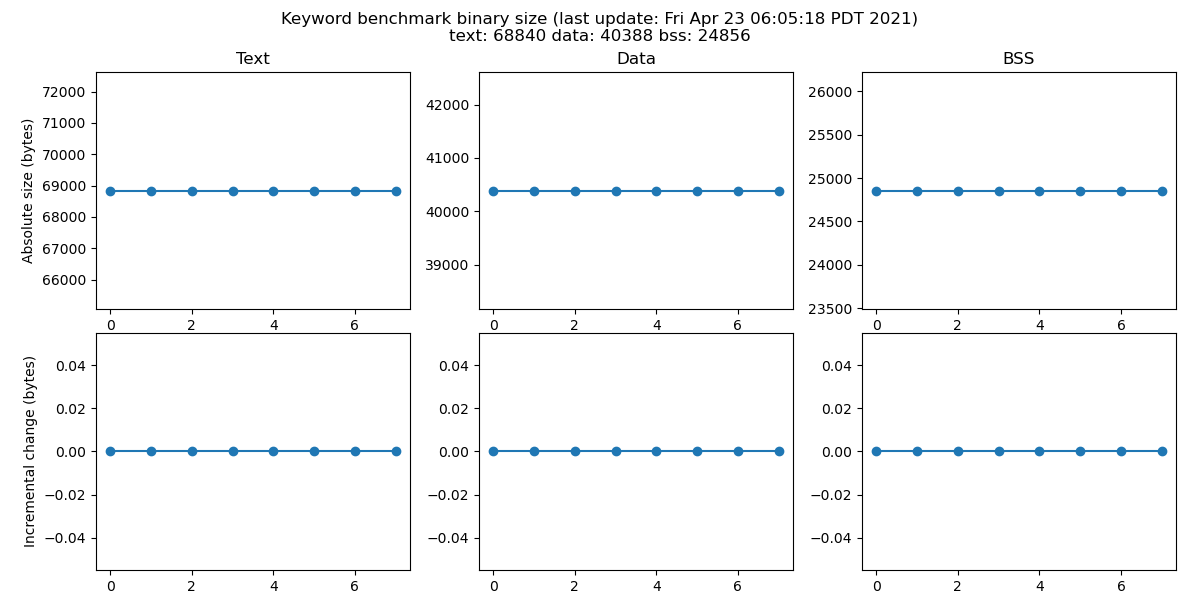 Keyword benchmark binary size (last update: Fri Apr 23 06:05:18 PDT 2021)
text: 68840 data: 40388 bss: 24856
Text
Data
BSS
Absolute size (bytes)
72000
71000
70000
69000
68000
67000
66000
0 2 4 6
42000
41000
40000
39000
0 2 4 6
26000
25500
25000
24500
24000
23500
0 2 4 6
Incremental change (bytes)
0.04
0.02
0.00
−0.02
−0.04
0 2 4 6
0.04
0.02
0.00
−0.02
−0.04
0 2 4 6
0.04
0.02
0.00
−0.02
−0.04
0 2 4 6